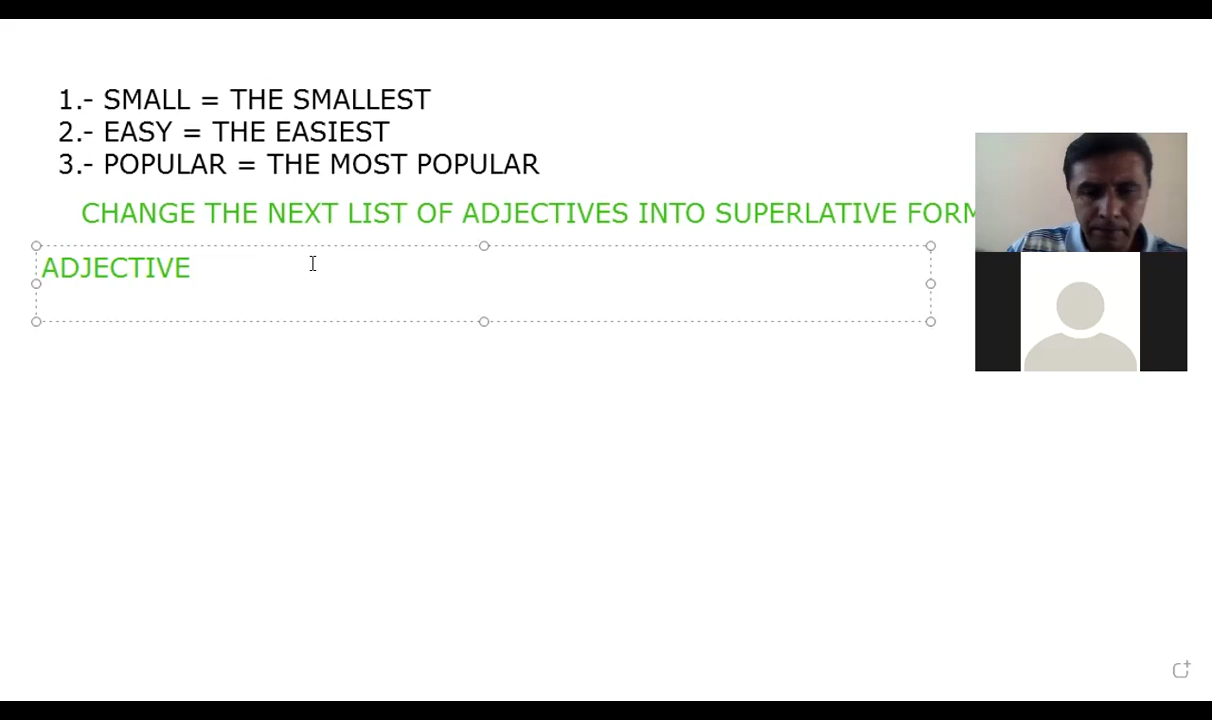 1.- SMALL = THE SMALLEST
2.- EASY = THE EASIEST
3.- POPULAR = THE MOST POPULAR
CHANGE THE NEXT LIST OF ADJECTIVES INTO SUPERLATIVE FORM
ADJECTIVE